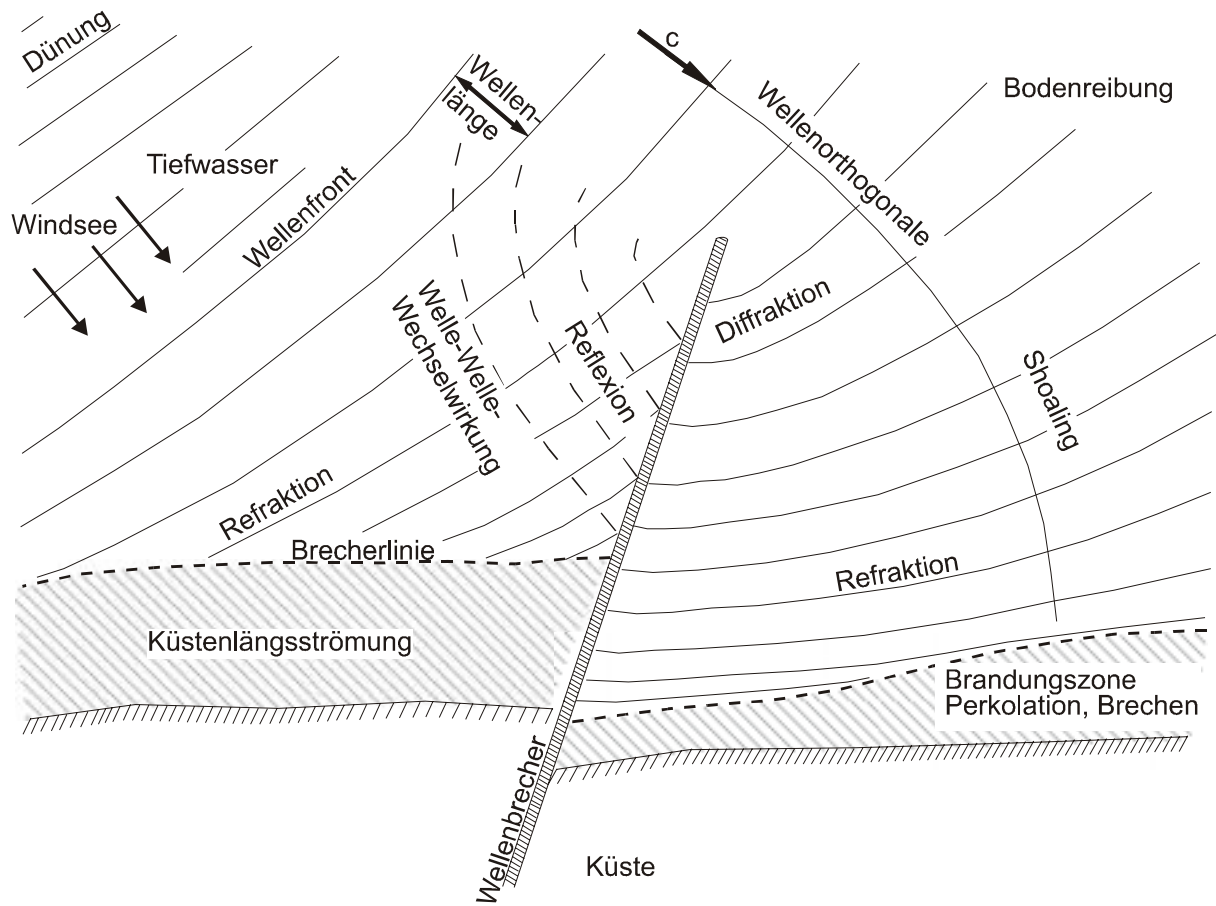 Dünung
Wellen-
länge
c
Wellenorthogonale
Bodenreibung
Tiefwasser
Windsee
Wellenfront
Welle-Welle-
Wechselwirkung
Reflexion
Diffraktion
Shoaling
Refraktion
Brecherlinie
Refraktion
Küstenlängsströmung
Brandungszone
Perkolation, Brechen
Wellenbrecher
Küste